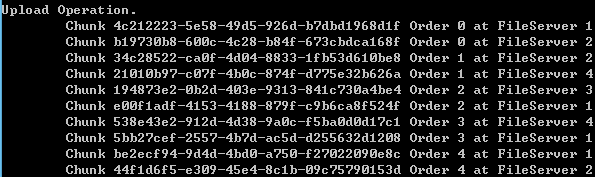 Upload Operation.
Chunk 4c212223-5e58-49d5-926d-b7dbd1968d1f Order 0 at FileServer 1
Chunk b19730b8-600c-4c28-b84f-673cbdca168f Order 0 at FileServer 2
Chunk 34c28522-ca0f-4d04-8833-1fb53d610be8 Order 1 at FileServer 2
Chunk 21010b97-c07f-4b0c-874f-d775e32b626a Order 1 at FileServer 4
Chunk 194873e2-0b2d-403e-9313-841c730a4be4 Order 2 at FileServer 3
Chunk e00f1adf-4153-4188-879f-c9b6ca8f524f Order 2 at FileServer 1
Chunk 538e43e2-912d-4d38-9a0c-f5ba0d0d17c1 Order 3 at FileServer 4
Chunk 5bb27cef-2557-4b7d-ac5d-d255632d1208 Order 3 at FileServer 1
Chunk be2ecf94-9d4d-4bd0-a750-f27022090e8c Order 4 at FileServer 1
Chunk 44f1d6f5-e309-45e4-8c1b-09c75790153d Order 4 at FileServer 2